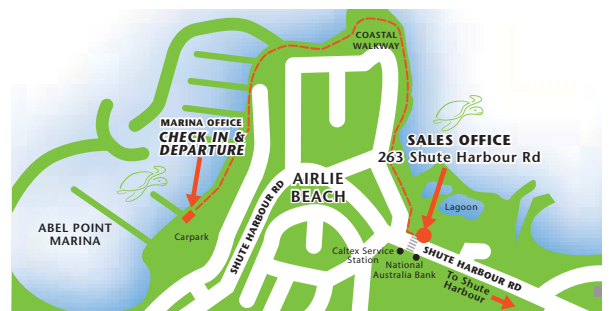 COASTAL
WALKWAY
MARINA OFFICE
CHECK IN &
DEPARTURE
SALES OFFICE
263 Shute Harbour Rd
AIRLIE
BEACH
SHUTE HARBOUR RD
Lagoon
ABEL POINT
MARINA
Carpark
Caltex Service
Station
National
Australia Bank
SHUTE HARBOUR RD
To Shute
Harbour